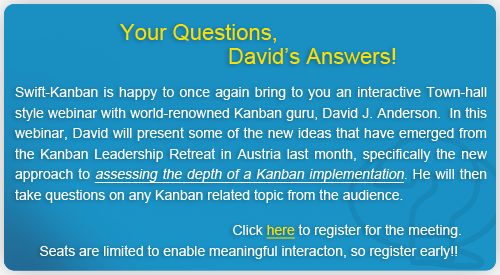 Your Questions,
David's Answers!
Swift-Kanban is happy to once again bring to you an interactive Town-hall
style webinar with world-renowned Kanban guru, David J. Anderson. In this
webinar, David will present some of the new ideas that have emerged from
the Kanban Leadership Retreat in Austria last month, specifically the new
approach to assessing the depth of a Kanban implementation. He will then
take questions on any Kanban related topic from the audience.
Click here to register for the meeting.
Seats are limited to enable meaningful interacton, so register early!!